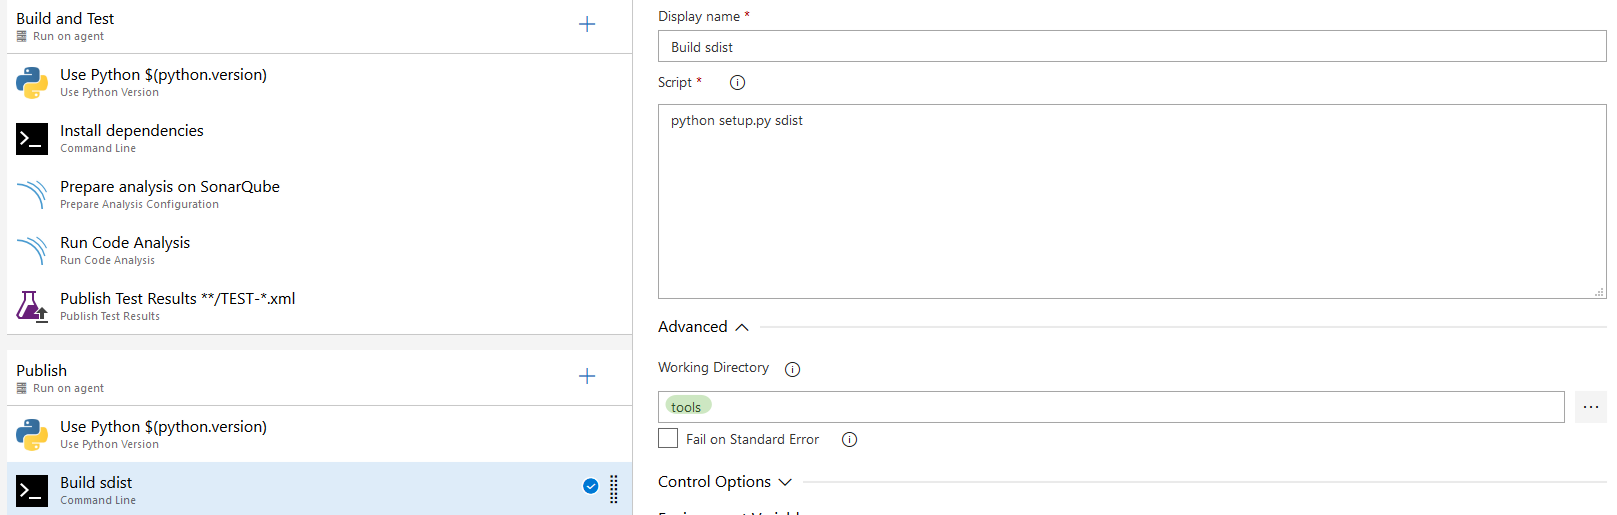 Build and Test
Run on agent
Use Python $(python.version)
Use Python Version
Install dependencies
Command Line
Prepare analysis on SonarQube
Prepare Analysis Configuration
Run Code Analysis
Run Code Analysis
Publish Test Results **/TEST-*.xml
Publish Test Results
Publish
Run on agent
Use Python $(python.version)
Use Python Version
Build sdist
Command Line
Display name *
Build sdist
Script *
python setup.py sdist
Advanced
Working Directory
tools
Fail on Standard Error
Control Options